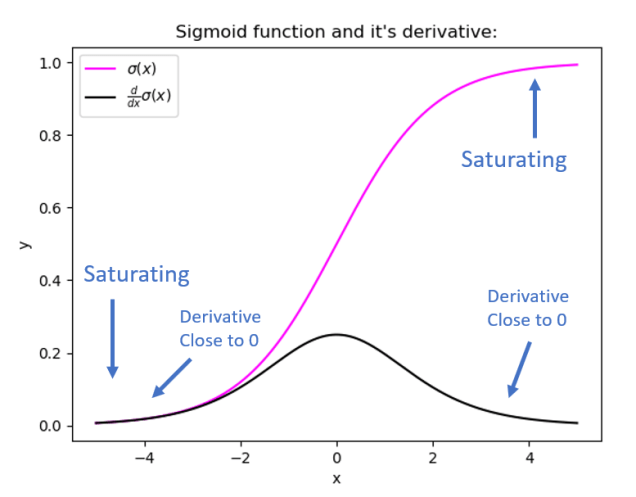 Sigmoid function and it's derivative:
σ(x)
d/dx σ(x)
1.0
0.8
0.6
0.4
0.2
0.0
y
Saturating
Saturating
Derivative
Close to 0
Derivative
Close to 0
−4
−2
0
2
4
x